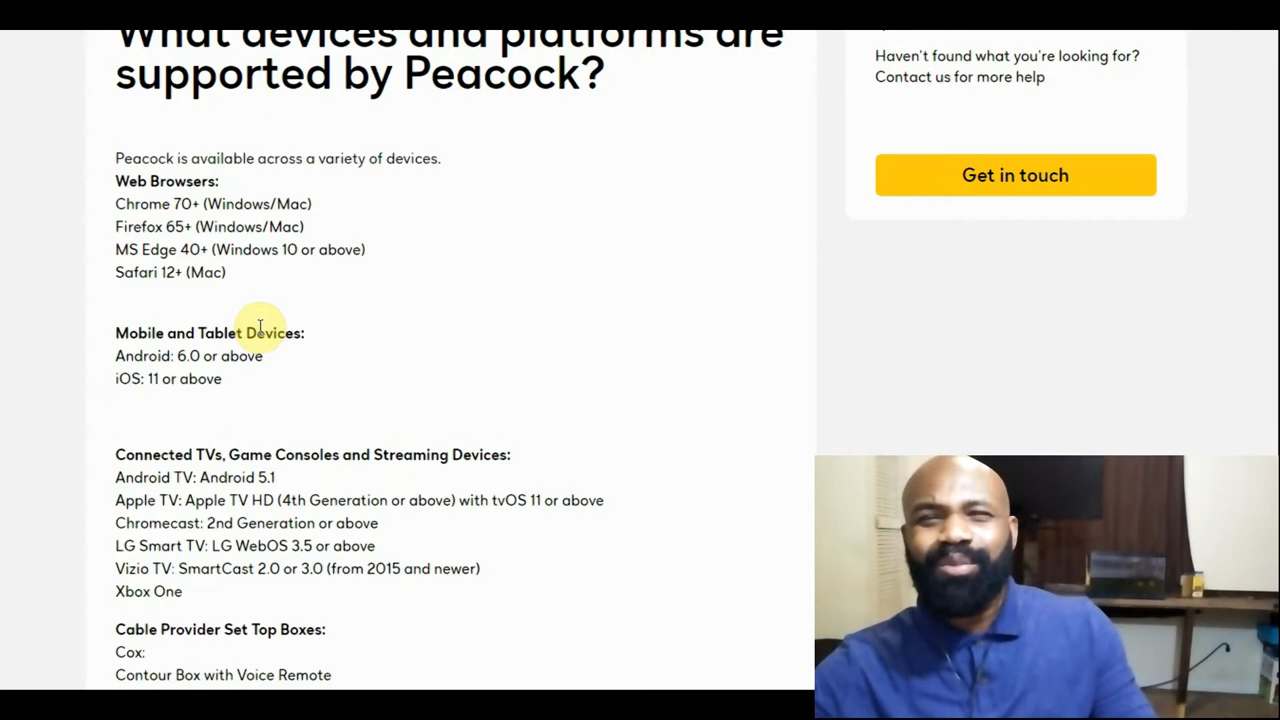 What devices and platforms are
supported by Peacock?
Peacock is available across a variety of devices.
Web Browsers:
Chrome 70+ (Windows/Mac)
Firefox 65+ (Windows/Mac)
MS Edge 40+ (Windows 10 or above)
Safari 12+ (Mac)
Mobile and Tablet Devices:
Android: 6.0 or above
iOS: 11 or above
Connected TVs, Game Consoles and Streaming Devices:
Android TV: Android 5.1
Apple TV: Apple TV HD (4th Generation or above) with tvOS 11 or above
Chromecast: 2nd Generation or above
LG Smart TV: LG WebOS 3.5 or above
Vizio TV: SmartCast 2.0 or 3.0 (from 2015 and newer)
Xbox One
Cable Provider Set Top Boxes:
Cox:
Contour Box with Voice Remote
Haven't found what you're looking for?
Contact us for more help
Get in touch